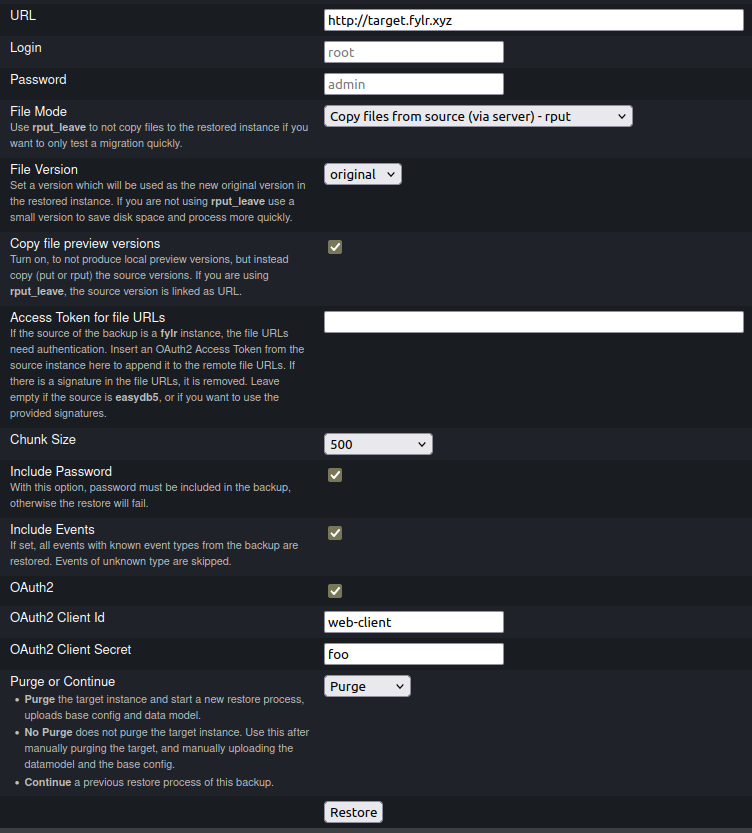 URL
http://target.fylr.xyz
Login
root
Password
admin
File Mode
Use rput_leave to not copy files to the restored instance if you
want to only test a migration quickly.
Copy files from source (via server) - rput
File Version
Set a version which will be used as the new original version in
the restored instance. If you are not using rput_leave use a
small version to save disk space and process more quickly.
original
Copy file preview versions
Turn on, to not produce local preview versions, but instead
copy (put or rput) the source versions. If you are using
rput_leave, the source version is linked as URL.
Access Token for file URLs
If the source of the backup is a fylr instance, the file URLs
need authentication. Insert an OAuth2 Access Token from the
source instance here to append it to the remote file URLs. If
there is a signature in the file URLs, it is removed. Leave
empty if the source is easydb5, or if you want to use the
provided signatures.
Chunk Size
500
Include Password
With this option, password must be included in the backup,
otherwise the restore will fail.
Include Events
If set, all events with known event types from the backup are
restored. Events of unknown type are skipped.
OAuth2
OAuth2 Client Id
web-client
OAuth2 Client Secret
foo
Purge or Continue
• Purge the target instance and start a new restore process,
uploads base config and data model.
• No Purge does not purge the target instance. Use this after
manually purging the target, and manually uploading the
datamodel and the base config.
• Continue a previous restore process of this backup.
Purge
Restore